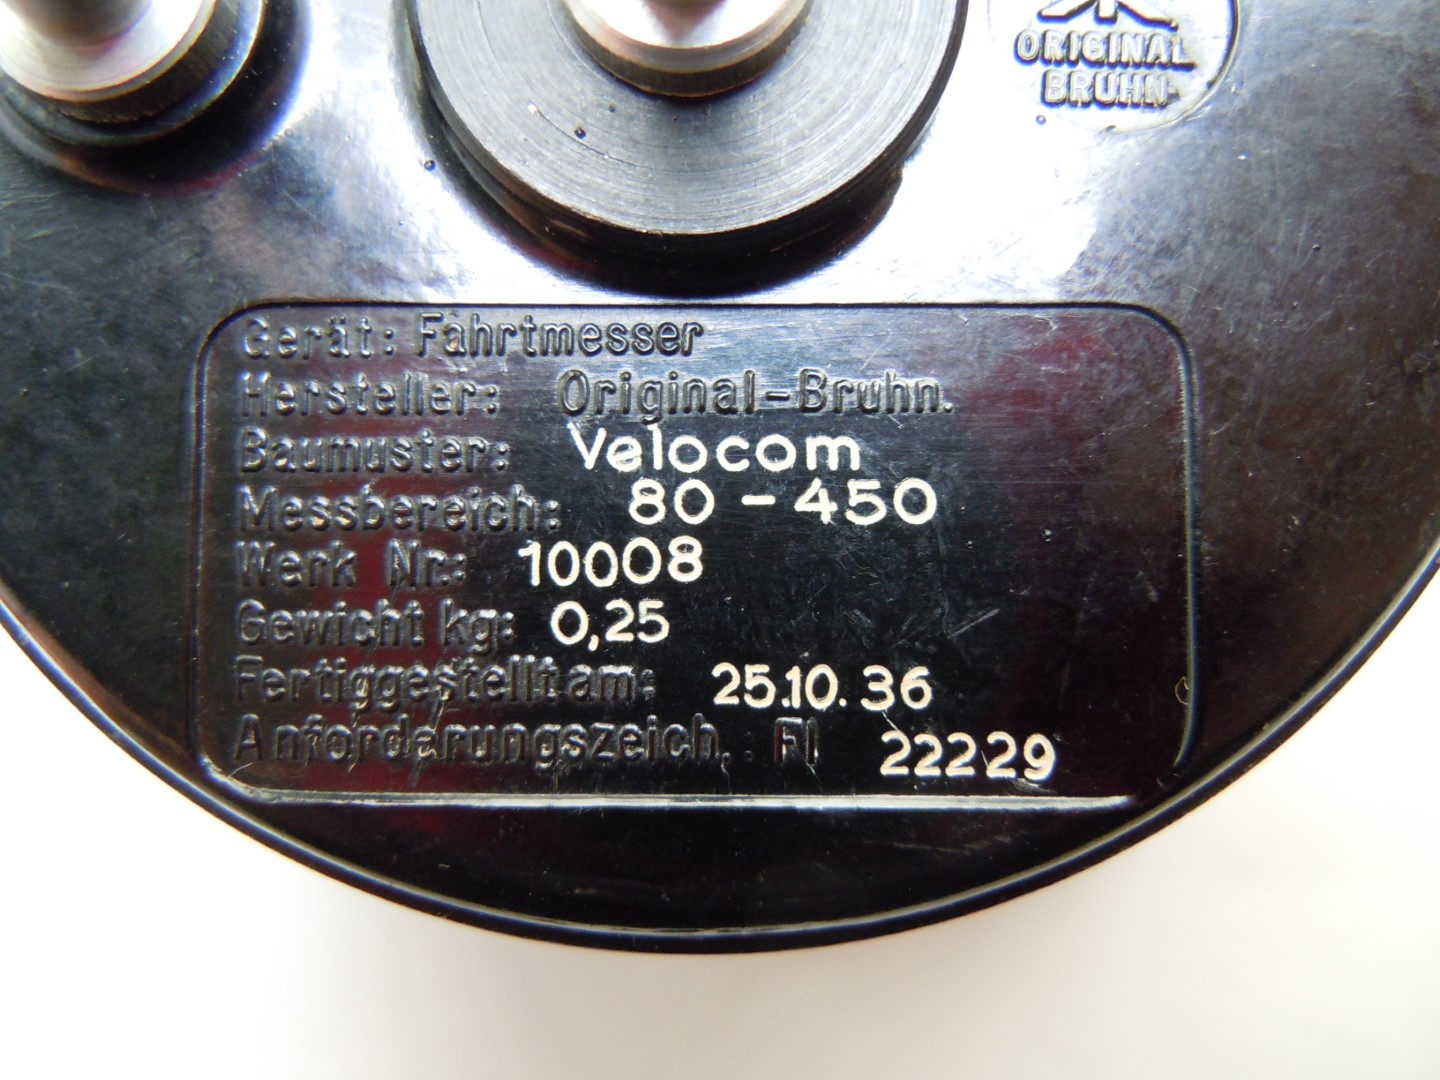 ORIGINAL
BRUHN
Gerät: Fahrtmesser
Hersteller: Original-Bruhn.
Baumuster: Velocom
Messbereich: 80-450
Werk Nr.: 10008
Gewicht kg: 0,25
Fertiggestellt am: 25.10.36
Anforderungszeich.: Fl 22229